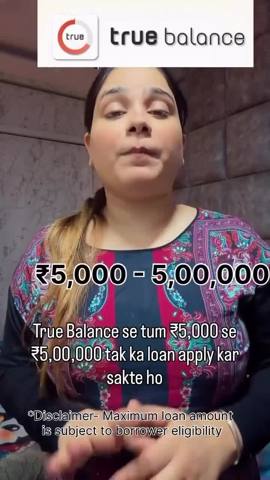 true
true balance
₹5,000 - 5,00,000
True Balance se tum ₹5,000 se
₹5,00,000 tak ka loan apply kar
sakte ho
*Disclaimer- Maximum loan amount
is subject to borrower eligibility